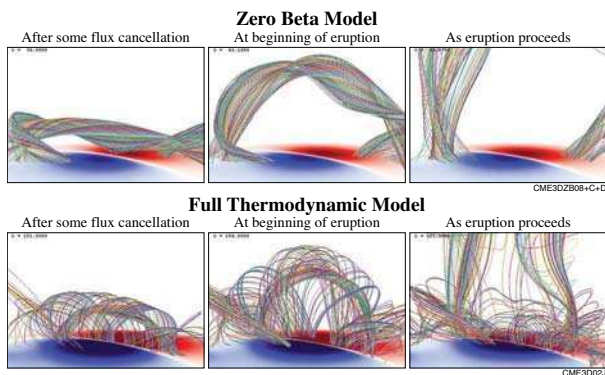 Zero Beta Model
After some flux cancellation At beginning of eruption As eruption proceeds
CME3DZB08+C+D
Full Thermodynamic Model
After some flux cancellation At beginning of eruption As eruption proceeds